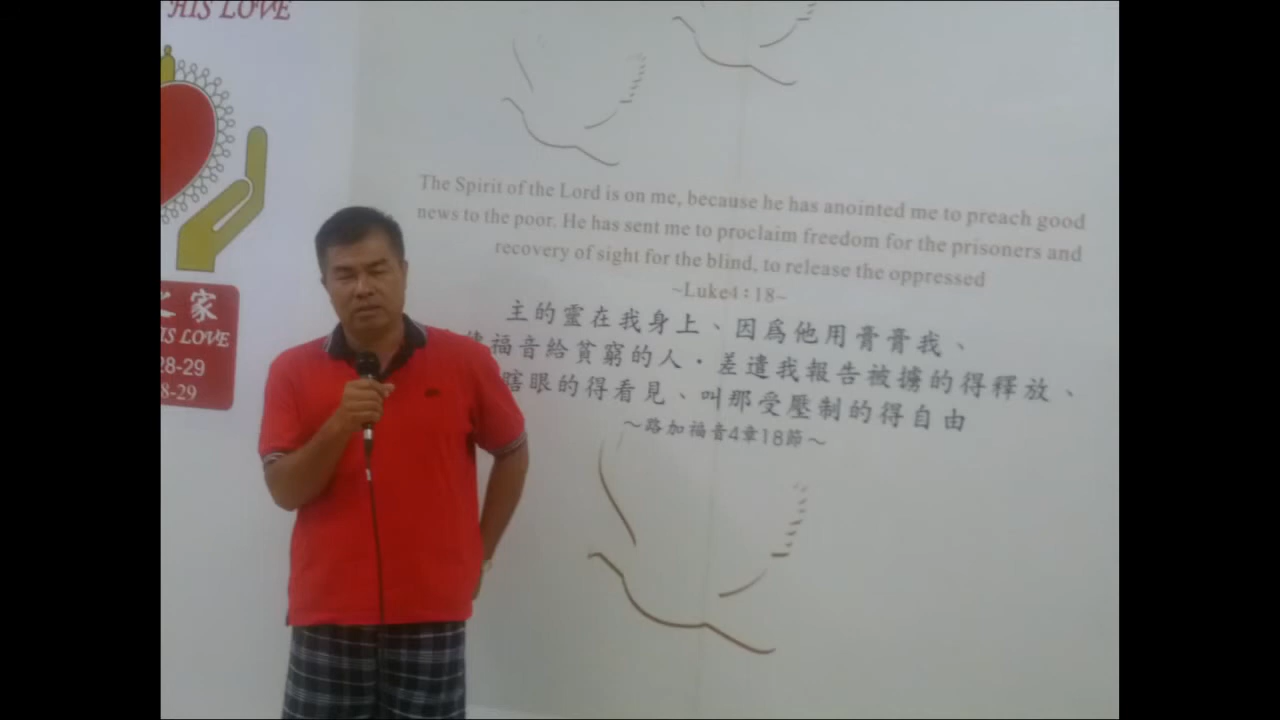 HIS LOVE
The Spirit of the Lord is on me, because he has anointed me to preach good
news to the poor. He has sent me to proclaim freedom for the prisoners and
recovery of sight for the blind, to release the oppressed
~Luke4:18~
主的靈在我身上、因爲他用膏膏我、
福音給貧窮的人・差遣我報告被擄的得釋放、
瞎眼的得看見、叫那受壓制的得自由
～路加福音4章18節～
之家
HIS LOVE
28-29
8-29